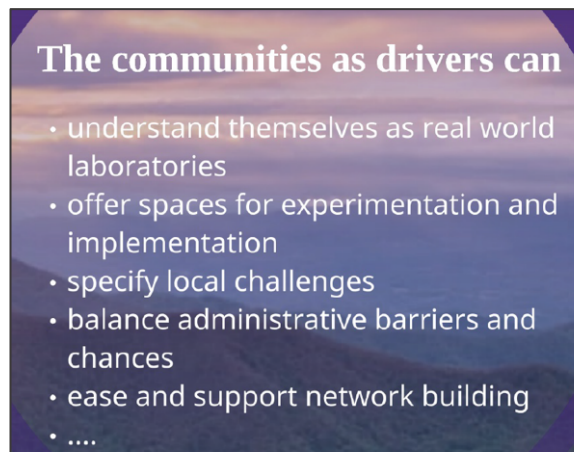 The communities as drivers can
• understand themselves as real world
laboratories
• offer spaces for experimentation and
implementation
• specify local challenges
• balance administrative barriers and
chances
• ease and support network building
• ....